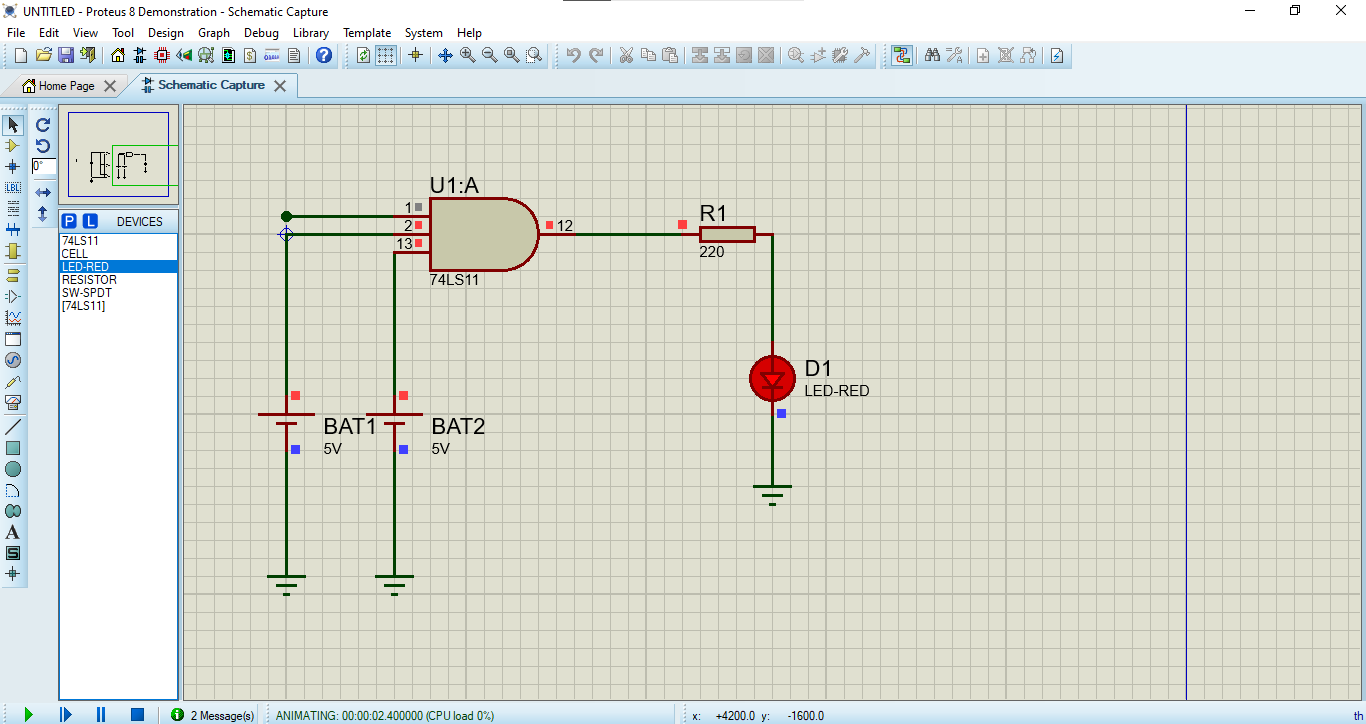 UNTITLED - Proteus 8 Demonstration - Schematic Capture
File Edit View Tool Design Graph Debug Library Template System Help
Home Page Schematic Capture
0°
LBL
P L DEVICES
74LS11
CELL
LED-RED
RESISTOR
SW-SPDT
[74LS11]
A
S
U1:A
1
2
13
12
74LS11
R1
220
D1
LED-RED
BAT1
5V
BAT2
5V
2 Message(s) ANIMATING: 00:00:02.400000 (CPU load 0%) x: +4200.0 y: -1600.0 th